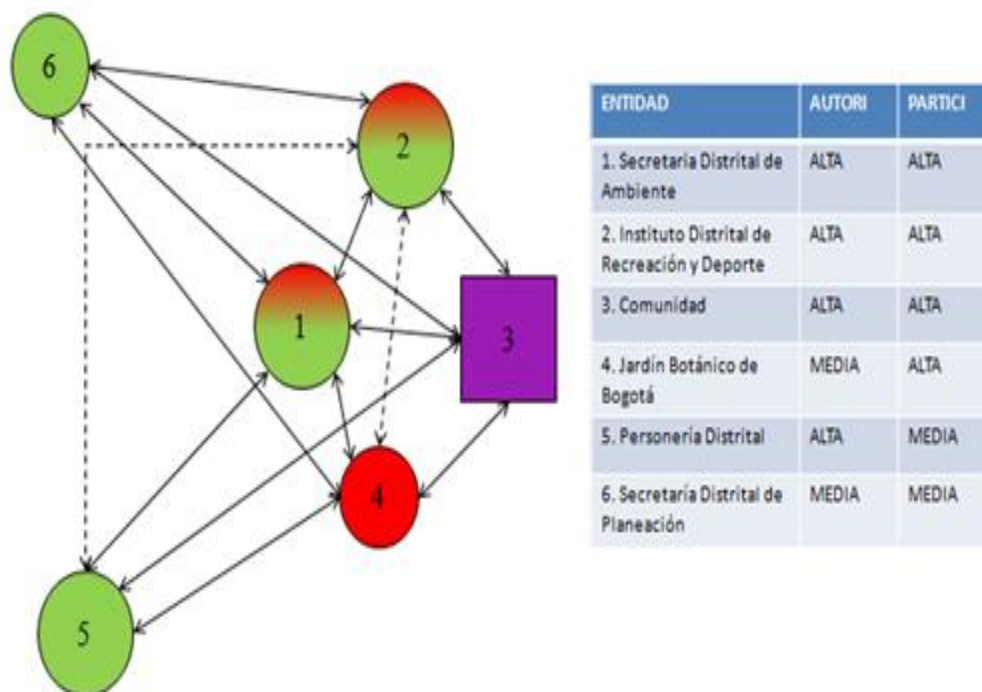 6
2
1
3
4
5
ENTIDAD AUTORI PARTICI
1. Secretaria Distrital de ALTA ALTA
Ambiente
2. Instituto Distrital de ALTA ALTA
Recreación y Deporte
3. Comunidad ALTA ALTA
4. Jardín Botánico de MEDIA ALTA
Bogotá
5. Personería Distrital ALTA MEDIA
6. Secretaría Distrital de MEDIA MEDIA
Planeación